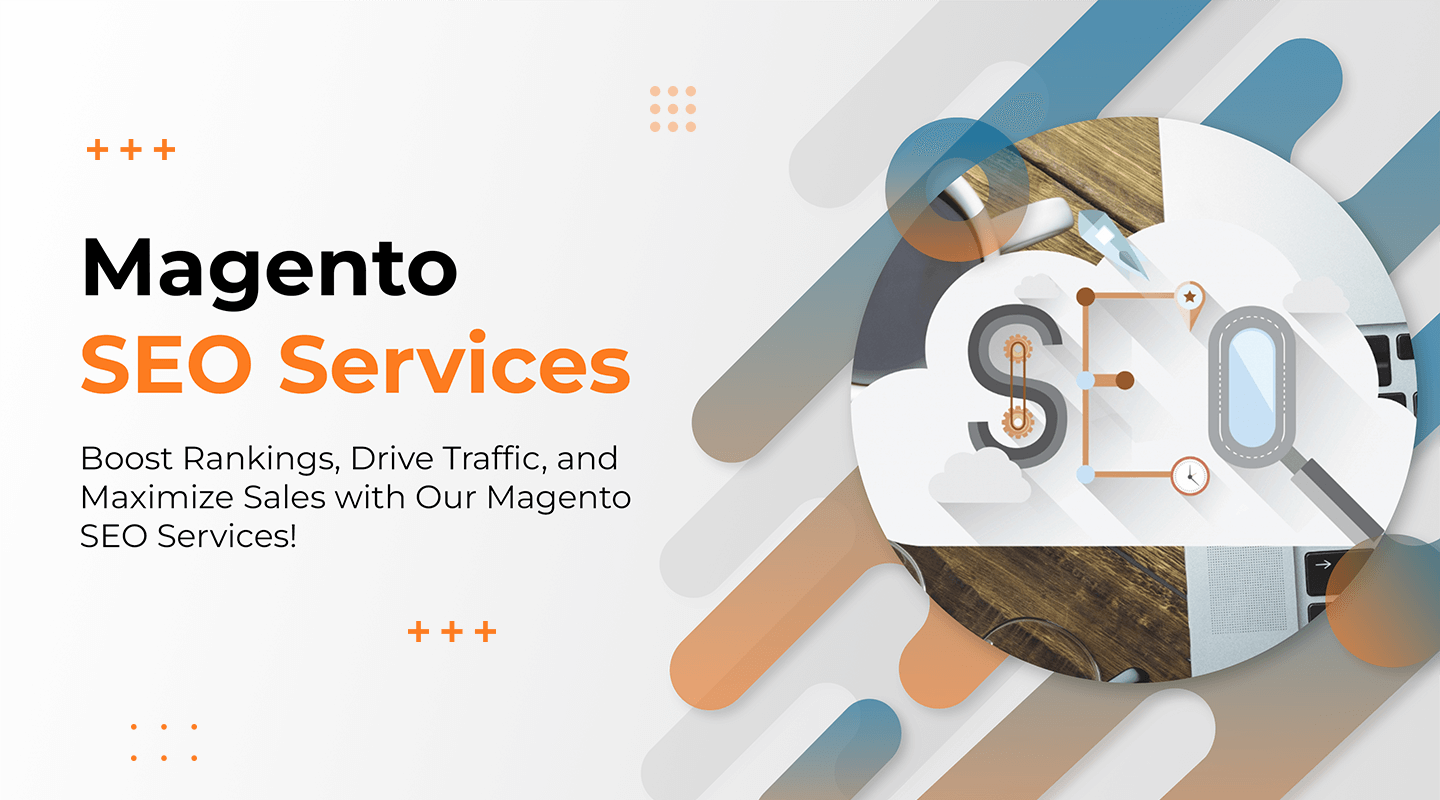 Magento
SEO Services
Boost Rankings, Drive Traffic, and
Maximize Sales with Our Magento
SEO Services!
SEO